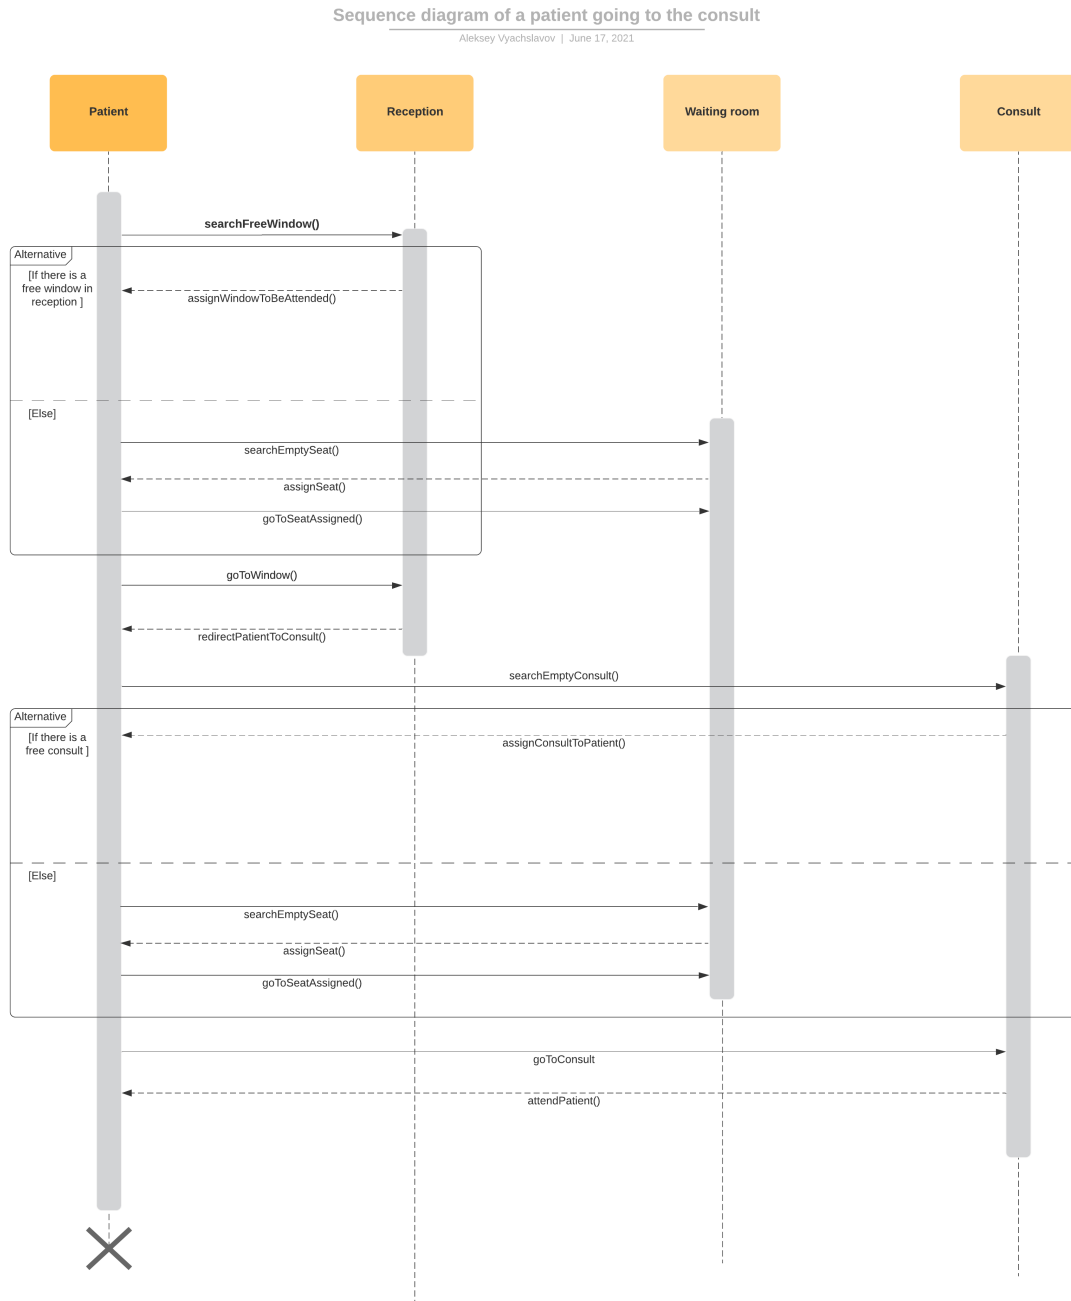 Sequence diagram of a patient going to the consult
Aleksey Vyachslavov | June 17, 2021
Patient
Reception
Waiting room
Consult
searchFreeWindow()
Alternative
[If there is a
free window in
reception ]
assignWindowToBeAttended()
[Else]
searchEmptySeat()
assignSeat()
goToSeatAssigned()
goToWindow()
redirectPatientToConsult()
searchEmptyConsult()
Alternative
[If there is a
free consult ]
assignConsultToPatient()
[Else]
searchEmptySeat()
assignSeat()
goToSeatAssigned()
goToConsult
attendPatient()